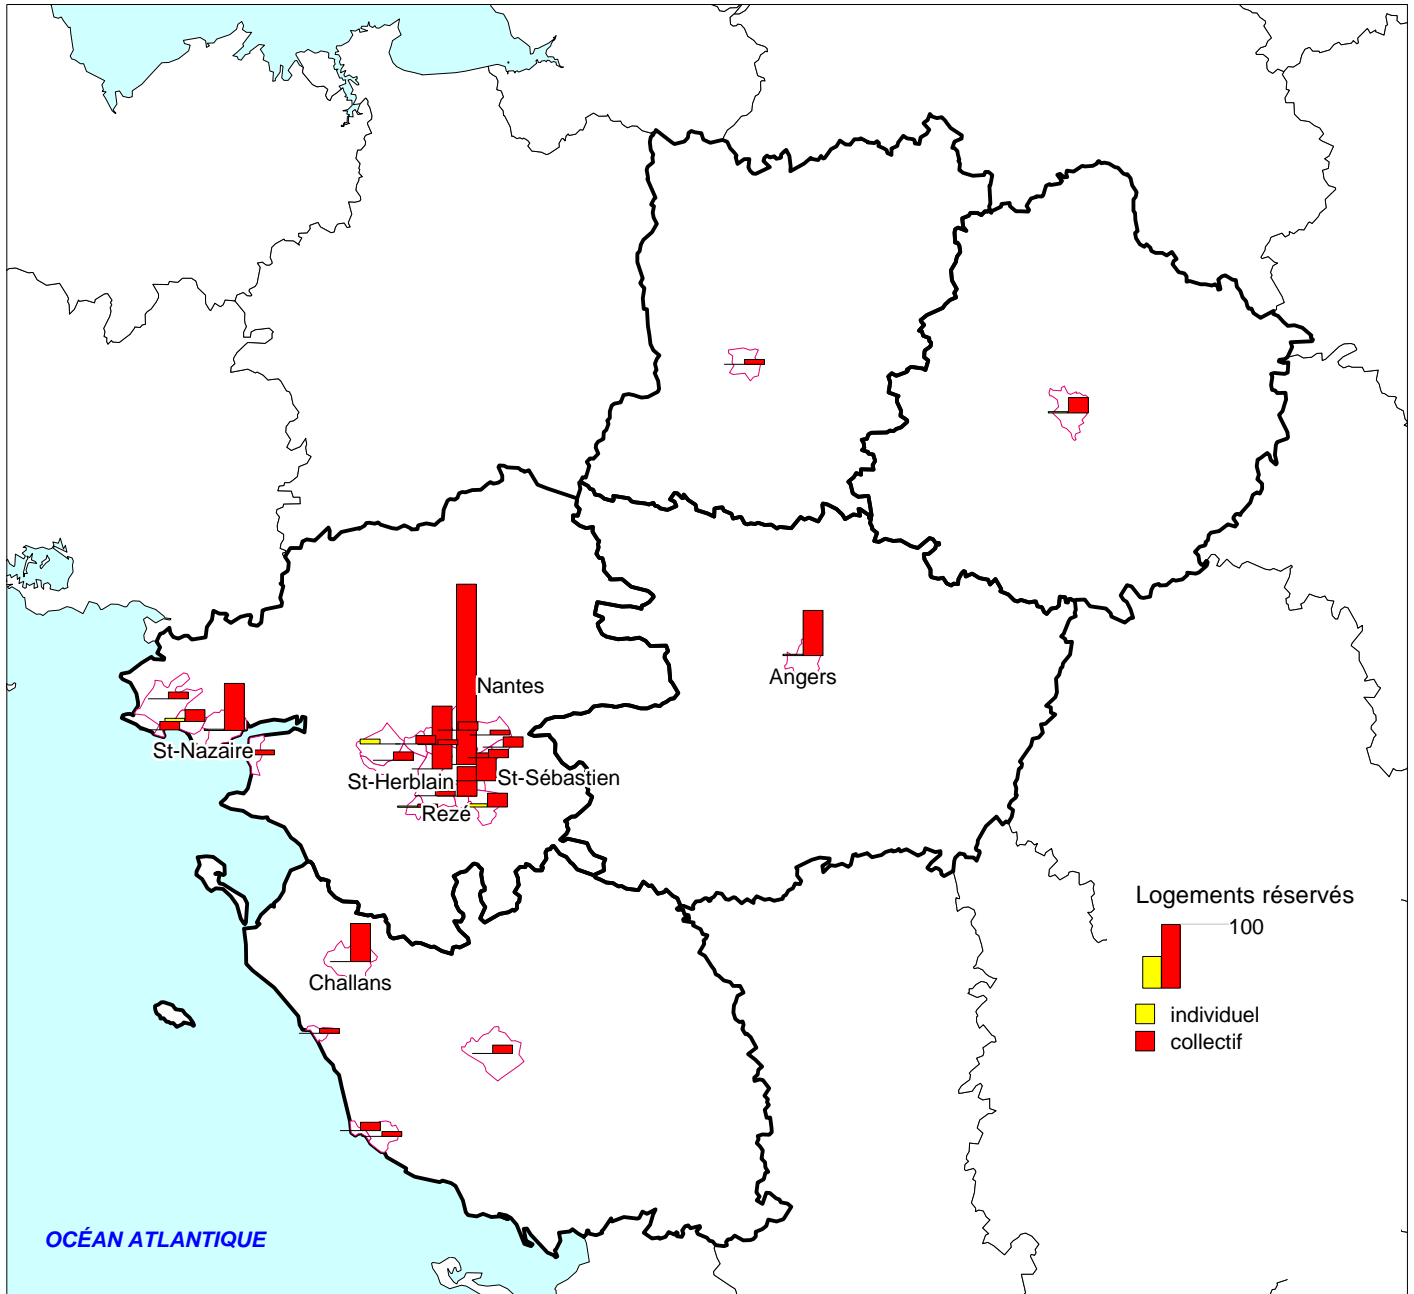 Nantes
Angers
St-Nazaire
St-Herblain
St-Sébastien
Rezé
Logements réservés
100
Challans
individuel
collectif
OCÉAN ATLANTIQUE